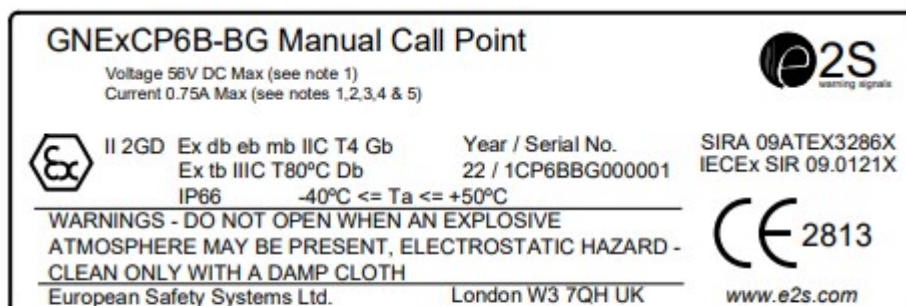 GNExCP6B-BG Manual Call Point
Voltage 56V DC Max (see note 1)
Current 0.75A Max (see notes 1,2,3,4 & 5)
e2S
warning signals
Ex II 2GD Ex db eb mb IIC T4 Gb
Ex tb IIIC T80ºC Db
IP66 -40ºC <= Ta <= +50ºC
Year / Serial No.
22 / 1CP6BBG000001
SIRA 09ATEX3286X
IECEx SIR 09.0121X
WARNINGS - DO NOT OPEN WHEN AN EXPLOSIVE
ATMOSPHERE MAY BE PRESENT, ELECTROSTATIC HAZARD -
CLEAN ONLY WITH A DAMP CLOTH
CE 2813
European Safety Systems Ltd. London W3 7QH UK
www.e2s.com